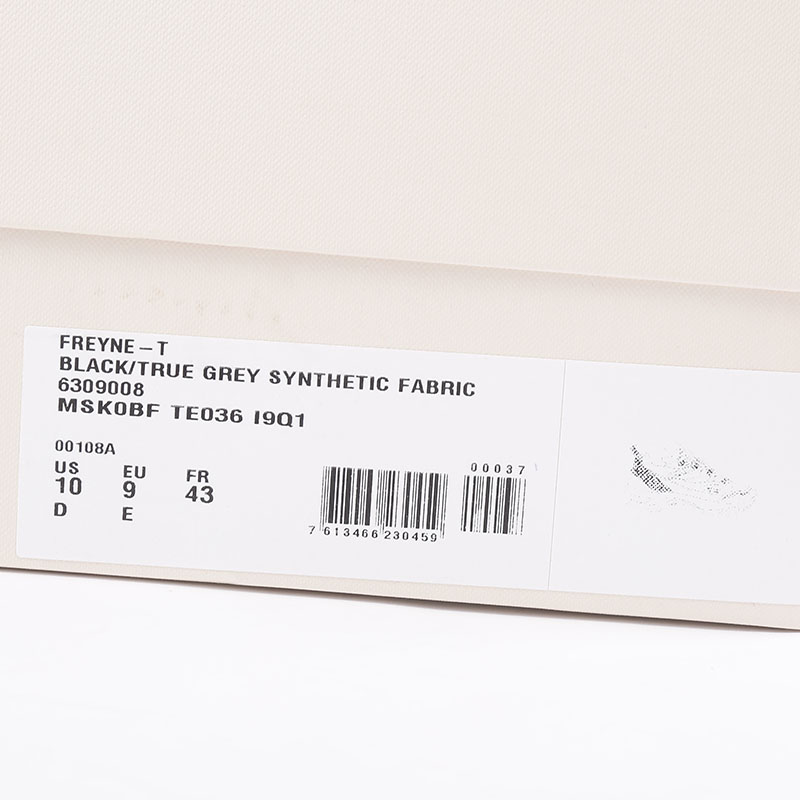 FREYNE-T
BLACK/TRUE GREY SYNTHETIC FABRIC
6309008
MSK0BF TE036 I9Q1
00108A
US EU FR
10 9 43
D E
00037
7 613466 230459